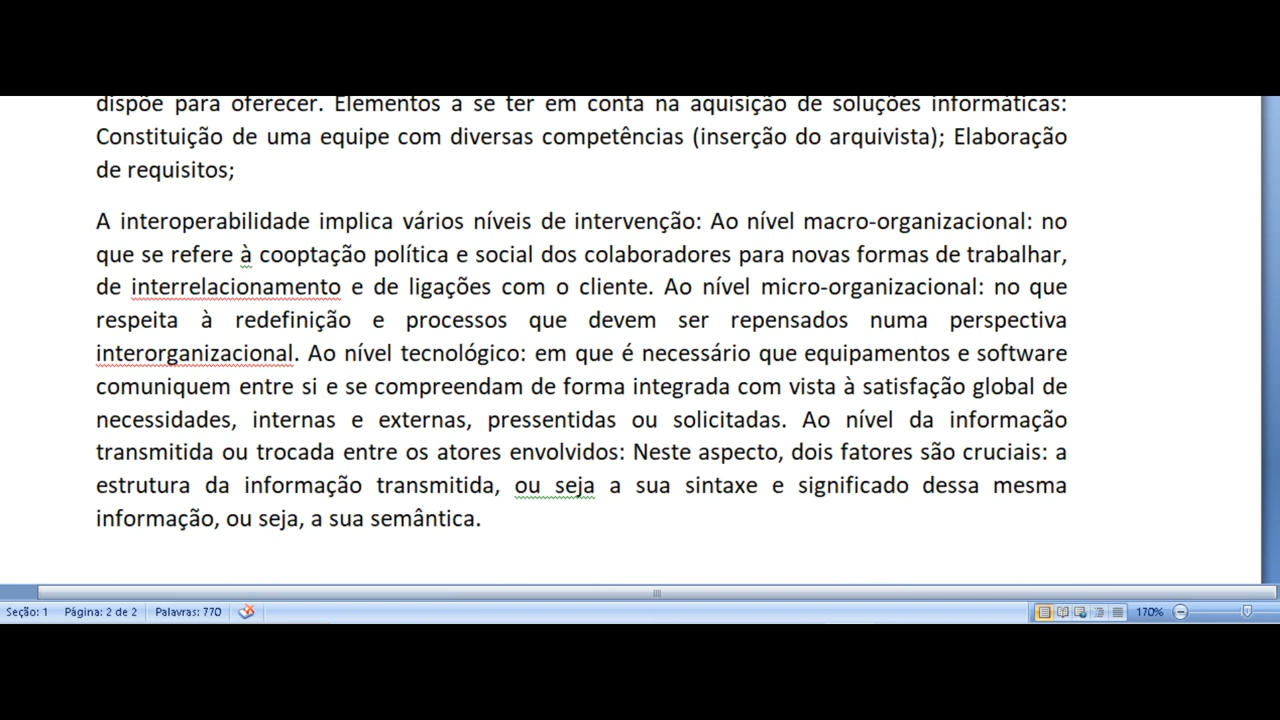 dispõe para oferecer. Elementos a se ter em conta na aquisição de soluções informáticas:
Constituição de uma equipe com diversas competências (inserção do arquivista); Elaboração
de requisitos;
A interoperabilidade implica vários níveis de intervenção: Ao nível macro-organizacional: no
que se refere à cooptação política e social dos colaboradores para novas formas de trabalhar,
de interrelacionamento e de ligações com o cliente. Ao nível micro-organizacional: no que
respeita à redefinição e processos que devem ser repensados numa perspectiva
interorganizacional. Ao nível tecnológico: em que é necessário que equipamentos e software
comuniquem entre si e se compreendam de forma integrada com vista à satisfação global de
necessidades, internas e externas, pressentidas ou solicitadas. Ao nível da informação
transmitida ou trocada entre os atores envolvidos: Neste aspecto, dois fatores são cruciais: a
estrutura da informação transmitida, ou seja a sua sintaxe e significado dessa mesma
informação, ou seja, a sua semântica.
Seção: 1 Página: 2 de 2 Palavras: 770 170%